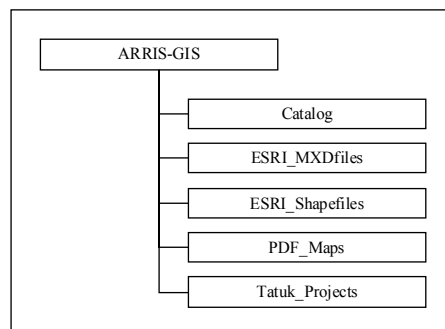 ARRIS-GIS
Catalog
ESRI_MXDfiles
ESRI_Shapefiles
PDF_Maps
Tatuk_Projects